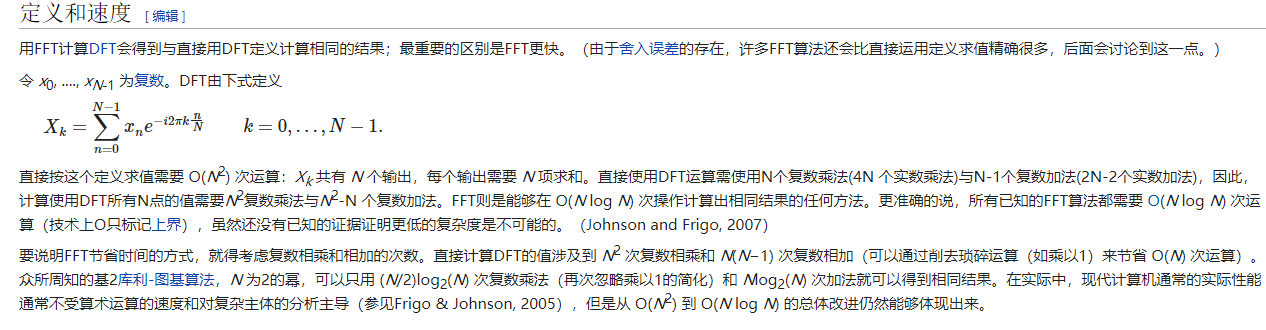 定义和速度 [编辑]
用FFT计算DFT会得到与直接用DFT定义计算相同的结果；最重要的区别是FFT更快。（由于舍入误差的存在，许多FFT算法还会比直接运用定义求值精确很多，后面会讨论到这一点。）
令 x₀, ...., x_N-1 为复数。DFT由下式定义
X_k = ∑_{n=0}^{N−1} x_n e^{−i2πk n/N}  k = 0, . . . , N − 1.
直接按这个定义求值需要 O(N²) 次运算：X_k 共有 N 个输出，每个输出需要 N 项求和。直接使用DFT运算需使用N个复数乘法(4N 个实数乘法)与N-1个复数加法(2N-2个实数加法)，因此，
计算使用DFT所有N点的值需要N²复数乘法与N²-N 个复数加法。FFT则是能够在 O(N log N) 次操作计算出相同结果的任何方法。更准确的说，所有已知的FFT算法都需要 O(N log N) 次运
算（技术上O只标记上界），虽然还没有已知的证据证明更低的复杂度是不可能的。（Johnson and Frigo, 2007）
要说明FFT节省时间的方式，就得考虑复数相乘和相加的次数。直接计算DFT的值涉及到 N² 次复数相乘和 N(N−1) 次复数相加（可以通过削去琐碎运算（如乘以1）来节省 O(N) 次运算）。
众所周知的基2库利-图基算法，N 为2的幂，可以只用 (N/2)log₂(N) 次复数乘法（再次忽略乘以1的简化）和 Nlog₂(N) 次加法就可以得到相同结果。在实际中，现代计算机通常的实际性能
通常不受算术运算的速度和对复杂主体的分析主导（参见Frigo & Johnson, 2005），但是从 O(N²) 到 O(N log N) 的总体改进仍然能够体现出来。